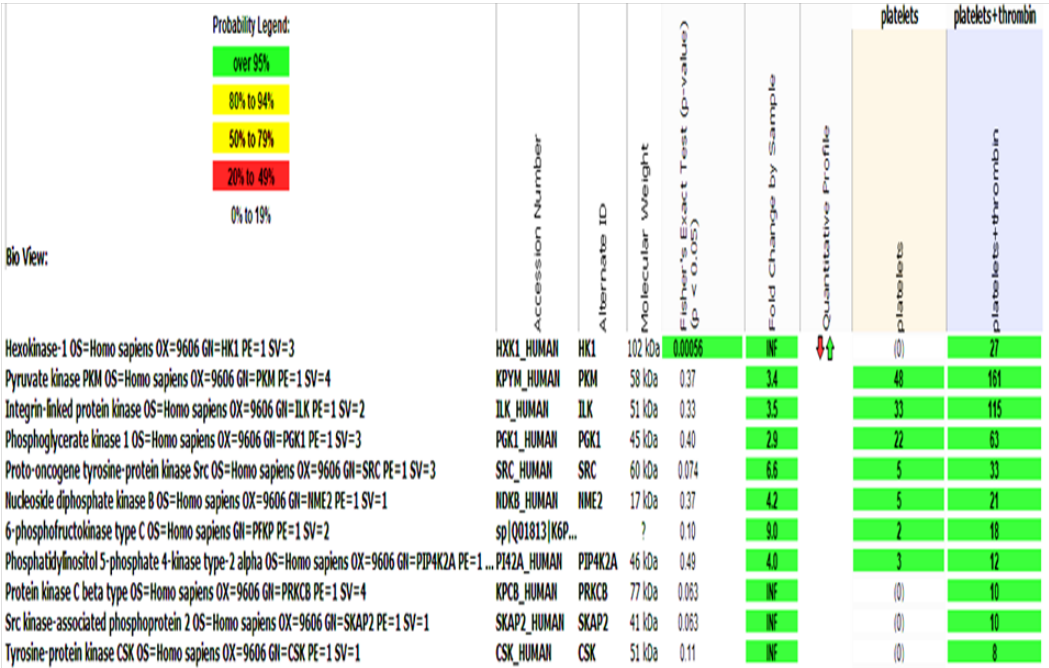 platelets platelets+thrombin
Probability Legend:
over 95%
80% to 94%
50% to 79%
20% to 49%
0% to 19%
Bio View:
Accession Number
Alternate ID
Molecular Weight
Fisher's Exact Test (p-value)
(p < 0.05)
Fold Change by Sample
Quantitative Profile
platelets
platelets+thrombin
Hexokinase-1 OS=Homo sapiens OX=9606 GN=HK1 PE=1 SV=3 HXK1_HUMAN HK1 102 kDa 0.00056 INF (0) 27
Pyruvate kinase PKM OS=Homo sapiens OX=9606 GN=PKM PE=1 SV=4 KPYM_HUMAN PKM 58 kDa 0.37 3.4 48 161
Integrin-linked protein kinase OS=Homo sapiens OX=9606 GN=ILK PE=1 SV=2 ILK_HUMAN ILK 51 kDa 0.33 3.5 33 115
Phosphoglycerate kinase 1 OS=Homo sapiens OX=9606 GN=PGK1 PE=1 SV=3 PGK1_HUMAN PGK1 45 kDa 0.40 2.9 22 63
Proto-oncogene tyrosine-protein kinase Src OS=Homo sapiens OX=9606 GN=SRC PE=1 SV=3 SRC_HUMAN SRC 60 kDa 0.074 6.6 5 33
Nucleoside diphosphate kinase B OS=Homo sapiens OX=9606 GN=NME2 PE=1 SV=1 NDKB_HUMAN NME2 17 kDa 0.37 4.2 5 21
6-phosphofructokinase type C OS=Homo sapiens GN=PFKP PE=1 SV=2 sp|Q01813|K6P... ? 0.10 9.0 2 18
Phosphatidylinositol 5-phosphate 4-kinase type-2 alpha OS=Homo sapiens OX=9606 GN=PIP4K2A PE=1 ... PI42A_HUMAN PIP4K2A 46 kDa 0.49 4.0 3 12
Protein kinase C beta type OS=Homo sapiens OX=9606 GN=PRKCB PE=1 SV=4 KPCB_HUMAN PRKCB 77 kDa 0.063 INF (0) 10
Src kinase-associated phosphoprotein 2 OS=Homo sapiens OX=9606 GN=SKAP2 PE=1 SV=1 SKAP2_HUMAN SKAP2 41 kDa 0.063 INF (0) 10
Tyrosine-protein kinase CSK OS=Homo sapiens OX=9606 GN=CSK PE=1 SV=1 CSK_HUMAN CSK 51 kDa 0.11 INF (0) 8